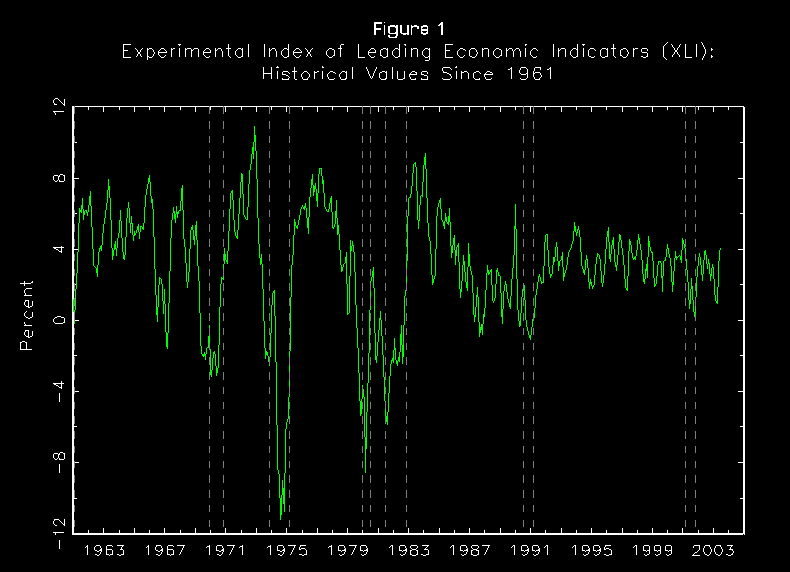 Figure 1
Experimental Index of Leading Economic Indicators (XLI):
Historical Values Since 1961
12
8
4
0
-4
-8
-12
Percent
1963 1967 1971 1975 1979 1983 1987 1991 1995 1999 2003